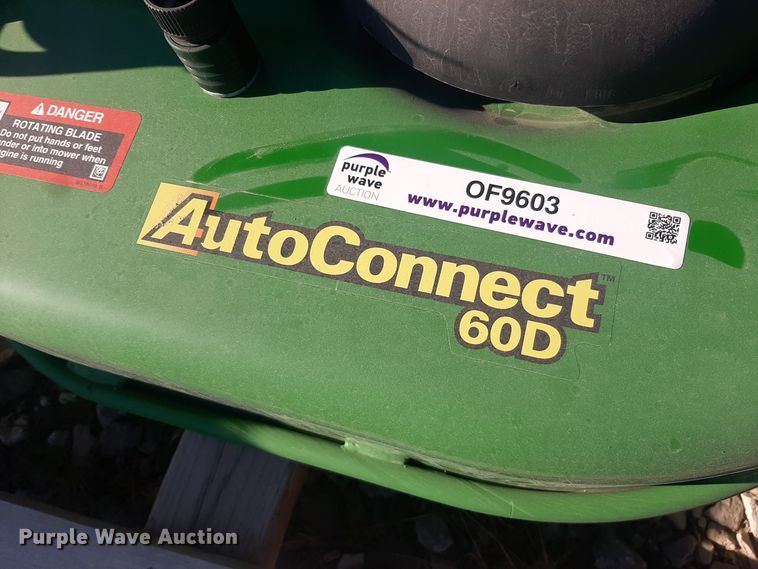 DANGER
ROTATING BLADE
Do not put hands or feet
under or into mower when
engine is running
purple
wave
AUCTION
OF9603
www.purplewave.com
AutoConnect™
60D
Purple Wave Auction